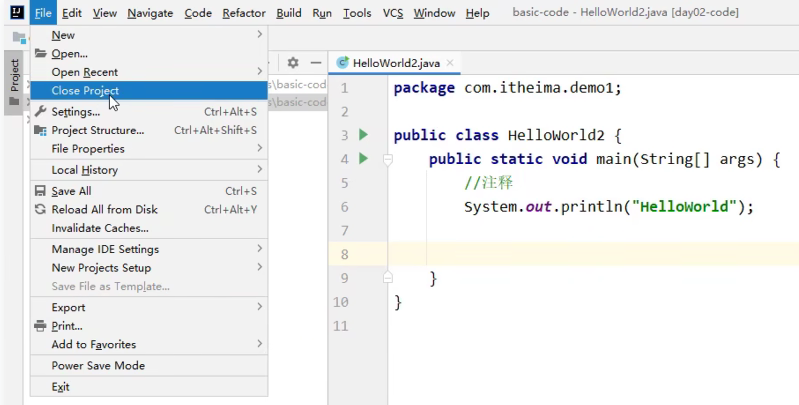 File Edit View Navigate Code Refactor Build Run Tools VCS Window Help basic-code - HelloWorld2.java [day02-code]
Project
New
Open...
Open Recent
Close Project
Settings... Ctrl+Alt+S
Project Structure... Ctrl+Alt+Shift+S
File Properties
Local History
Save All Ctrl+S
Reload All from Disk Ctrl+Alt+Y
Invalidate Caches...
Manage IDE Settings
New Projects Setup
Save File as Template...
Export
Print...
Add to Favorites
Power Save Mode
Exit
s\basic-cod
s\basic-cod
HelloWorld2.java
1 package com.itheima.demo1;
2
3 public class HelloWorld2 {
4 public static void main(String[] args) {
5 //注释
6 System.out.println("HelloWorld");
7
8
9 }
10 }
11